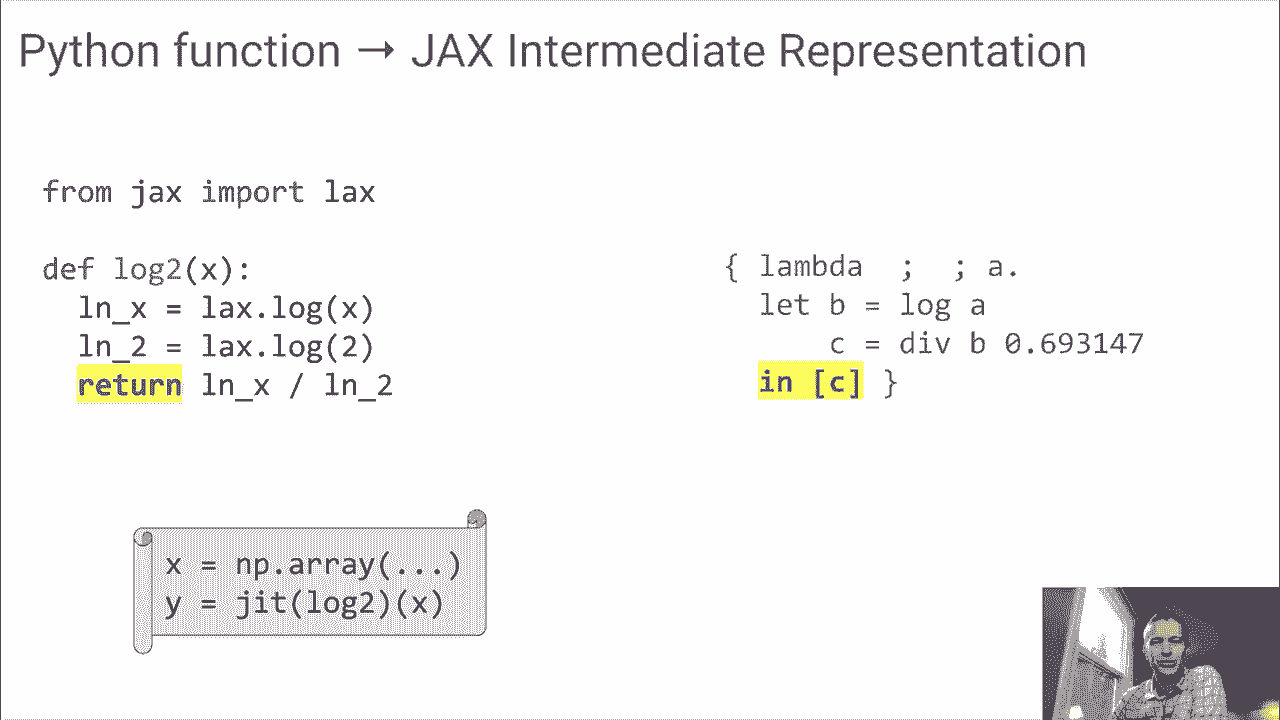 Python function → JAX Intermediate Representation
from jax import lax
def log2(x):
  ln_x = lax.log(x)
  ln_2 = lax.log(2)
  return ln_x / ln_2
{ lambda  ;  ; a.
  let b = log a
      c = div b 0.693147
  in [c] }
x = np.array(...)
y = jit(log2)(x)